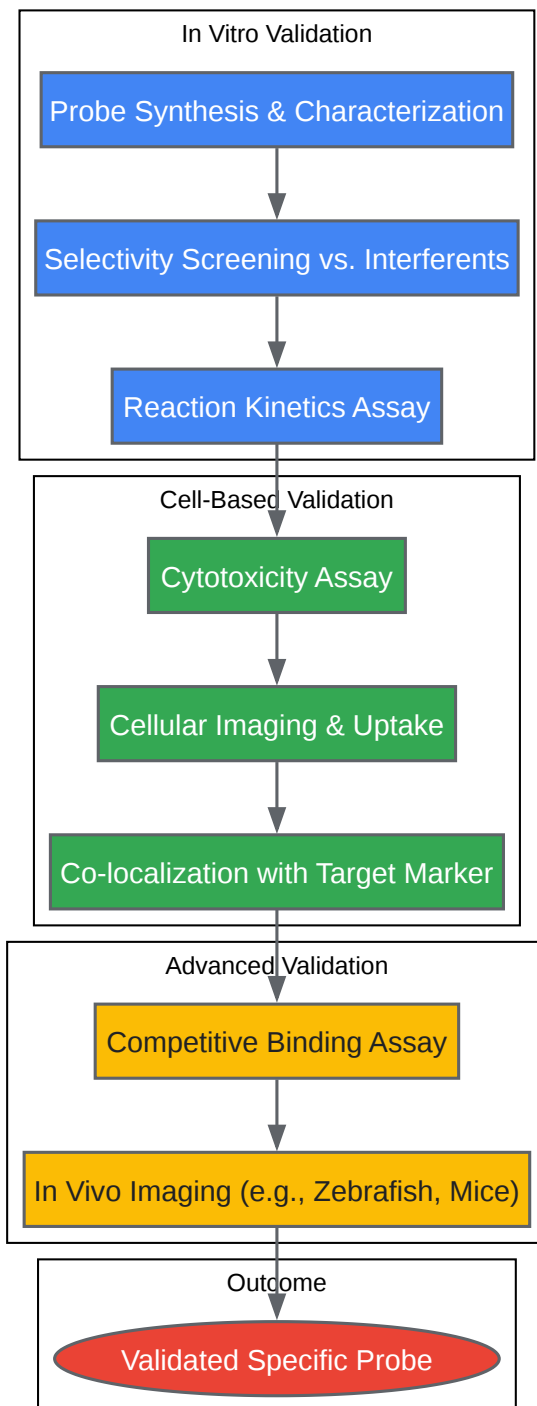 In Vitro Validation
Probe Synthesis & Characterization
Selectivity Screening vs. Interferents
Reaction Kinetics Assay
Cell-Based Validation
Cytotoxicity Assay
Cellular Imaging & Uptake
Co-localization with Target Marker
Advanced Validation
Competitive Binding Assay
In Vivo Imaging (e.g., Zebrafish, Mice)
Outcome
Validated Specific Probe